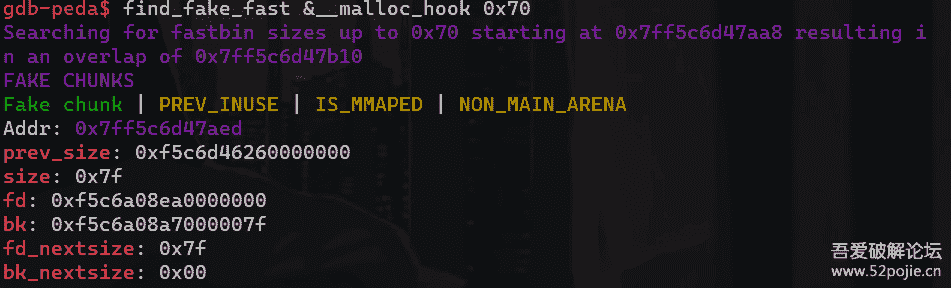 gdb-peda$ find_fake_fast &__malloc_hook 0x70
Searching for fastbin sizes up to 0x70 starting at 0x7ff5c6d47aa8 resulting i
n an overlap of 0x7ff5c6d47b10
FAKE CHUNKS
Fake chunk | PREV_INUSE | IS_MMAPED | NON_MAIN_ARENA
Addr: 0x7ff5c6d47aed
prev_size: 0xf5c6d46260000000
size: 0x7f
fd: 0xf5c6a08ea0000000
bk: 0xf5c6a08a7000007f
fd_nextsize: 0x7f
bk_nextsize: 0x00
吾爱破解论坛
www.52pojie.cn